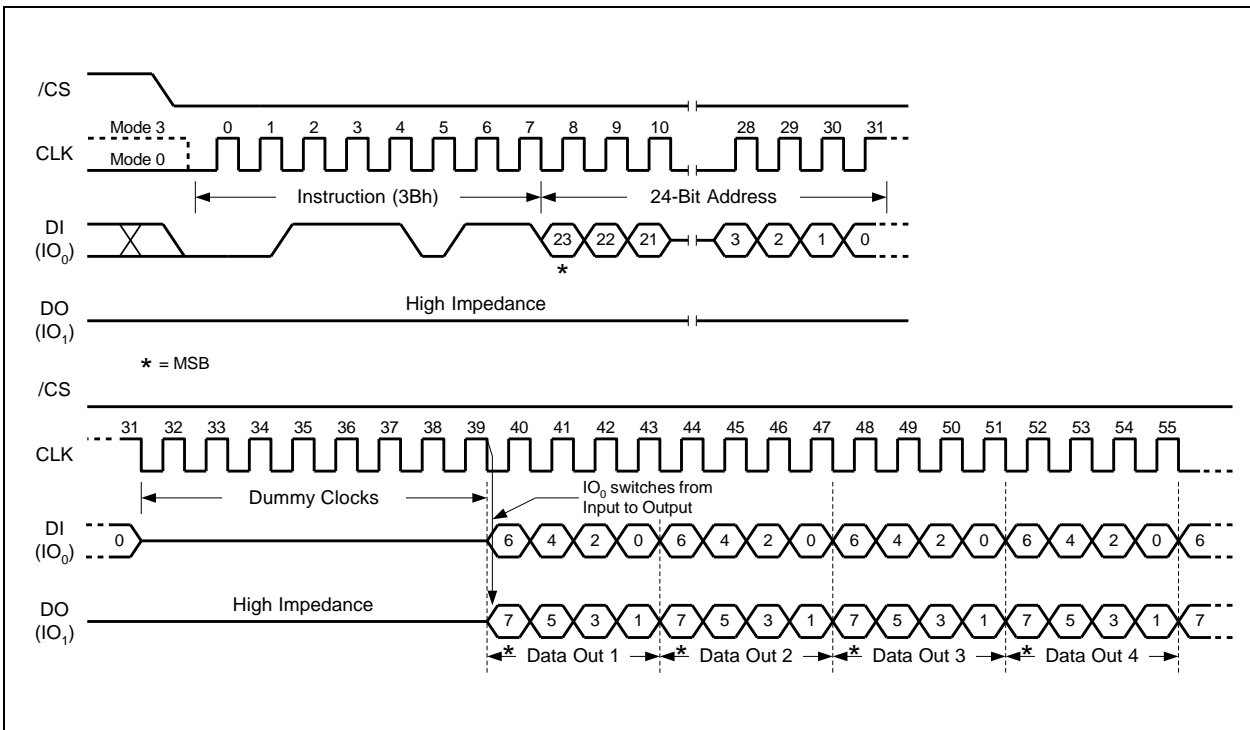 /CS
Mode 3 0 1 2 3 4 5 6 7 8 9 10 28 29 30 31
CLK
Mode 0
Instruction (3Bh) 24-Bit Address
DI
(IO0) 23 22 21 3 2 1 0
*
DO
(IO1)
High Impedance
* = MSB
/CS
31 32 33 34 35 36 37 38 39 40 41 42 43 44 45 46 47 48 49 50 51 52 53 54 55
CLK
Dummy Clocks
IO0 switches from
Input to Output
DI
(IO0)
0 6 4 2 0 6 4 2 0 6 4 2 0 6 4 2 0 6
DO
(IO1)
High Impedance
7 5 3 1 7 5 3 1 7 5 3 1 7 5 3 1 7
* Data Out 1 * Data Out 2 * Data Out 3 * Data Out 4